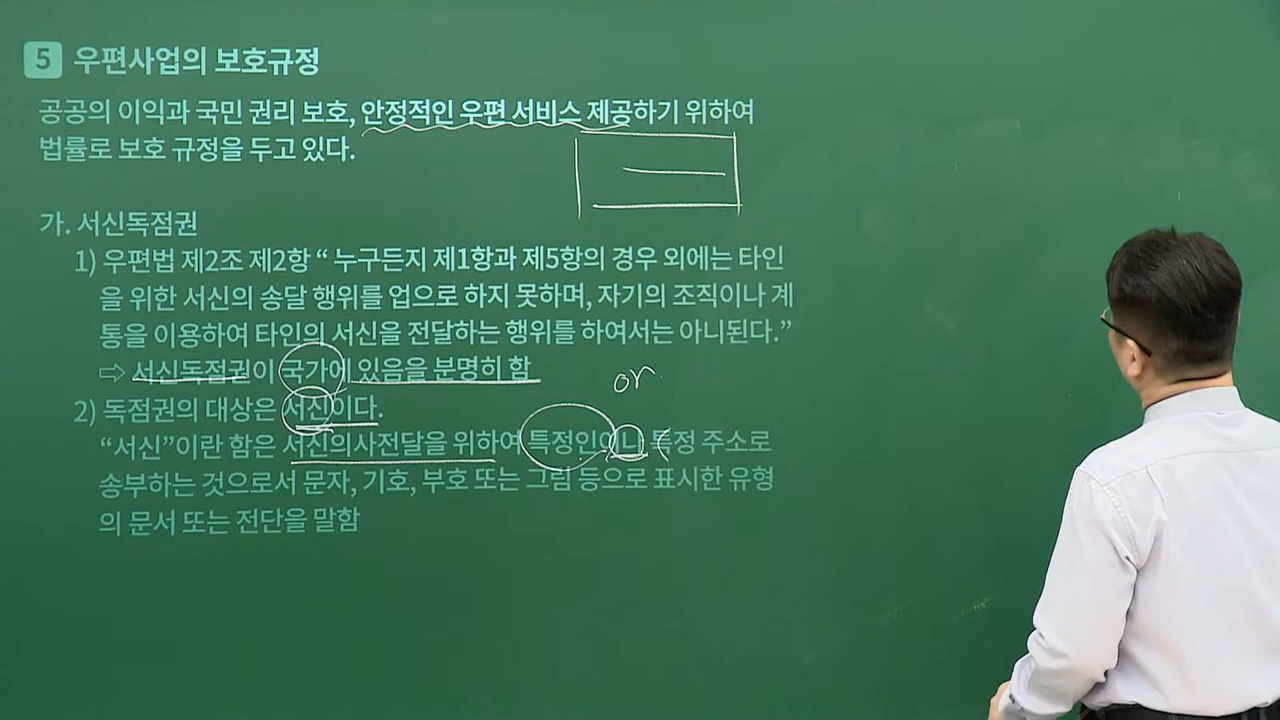 5 우편사업의 보호규정
공공의 이익과 국민 권리 보호, 안정적인 우편 서비스 제공하기 위하여
법률로 보호 규정을 두고 있다.
가. 서신독점권
1) 우편법 제2조 제2항 “ 누구든지 제1항과 제5항의 경우 외에는 타인
을 위한 서신의 송달 행위를 업으로 하지 못하며, 자기의 조직이나 계
통을 이용하여 타인의 서신을 전달하는 행위를 하여서는 아니된다.”
⇨ 서신독점권이 국가에 있음을 분명히 함
or
2) 독점권의 대상은 서신이다.
“서신”이란 함은 서신의사전달을 위하여 특정인이나 특정 주소로
송부하는 것으로서 문자, 기호, 부호 또는 그림 등으로 표시한 유형
의 문서 또는 전단을 말함